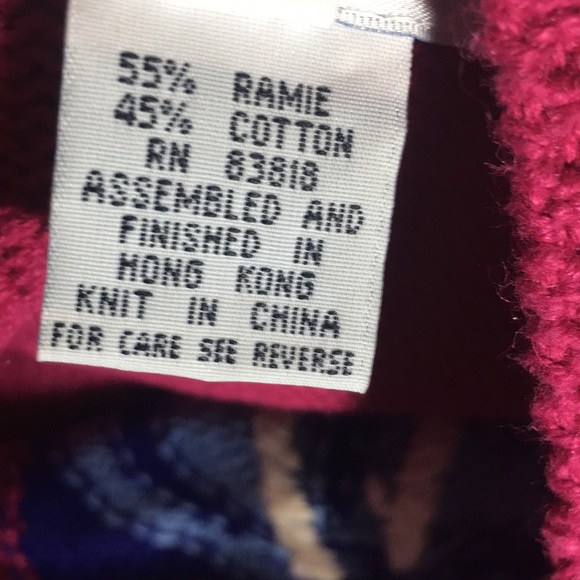 55% RAMIE
45% COTTON
RN 83818
ASSEMBLED AND
FINISHED IN
HONG KONG
KNIT IN CHINA
FOR CARE SEE REVERSE